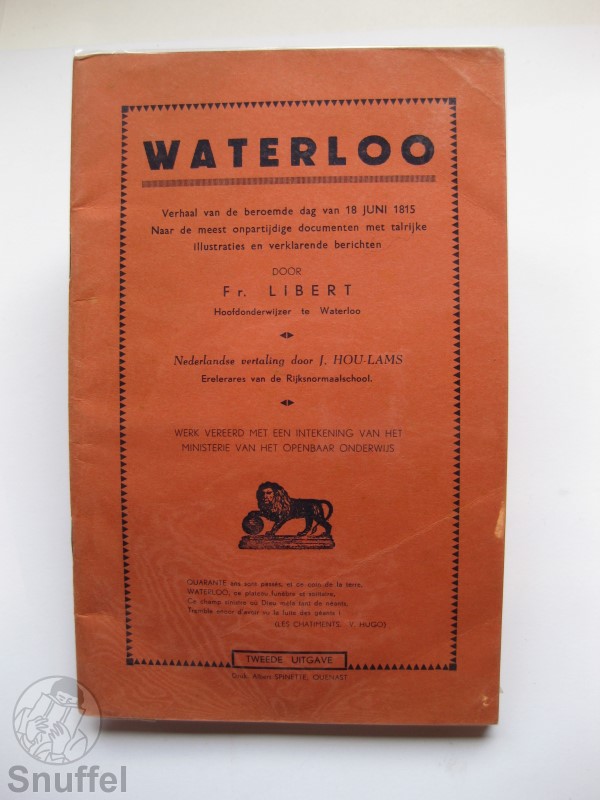 WATERLOO
Verhaal van de beroemde dag van 18 JUNI 1815
Naar de meest onpartijdige documenten met talrijke
illustraties en verklarende berichten
DOOR
Fr. LIBERT
Hoofdonderwijzer te Waterloo
Nederlandse vertaling door J. HOU-LAMS
Erelerares van de Rijksnormaalschool.
WERK VEREERD MET EEN INTEKENING VAN HET
MINISTERIE VAN HET OPENBAAR ONDERWIJS
QUARANTE ans sont passés, et ce coin de la terre,
WATERLOO, ce plateau funèbre et solitaire,
Ce champ sinistre où Dieu mêla tant de néants,
Tremble encor d'avoir vu la fuite des géants !
(LES CHATIMENTS. V. HUGO)
TWEEDE UITGAVE
Druk. Albert SPINETTE, QUENAST
Snuffel